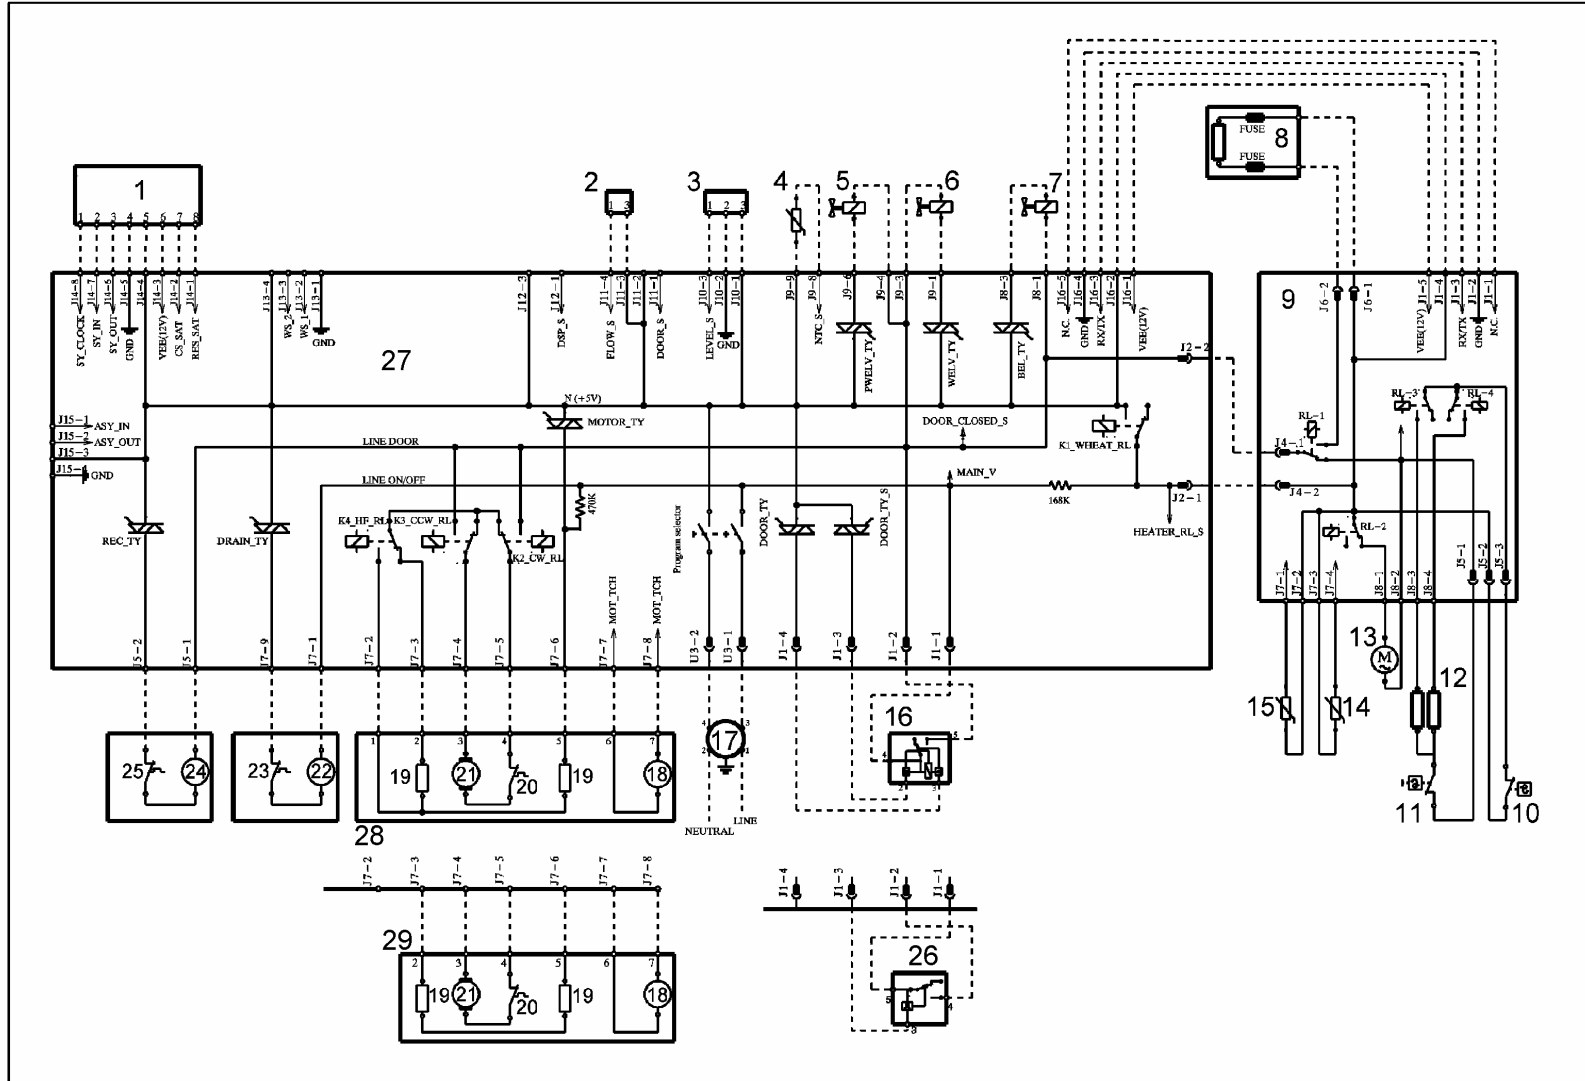 8
FUSE
FUSE
1
1 2 3 4 5 6 7 8
2
1 3
3
1 2 3
4
5
6
7
J14-8 J14-7 J14-6 J14-5 J14-4 J14-3 J14-2 J14-1
SY_CLOCK SY_IN SY_OUT GND VEE(12V) CS_SAT RES_SAT
J13-4 J13-3 J13-2 J13-1
WS_2 WS_1 GND
J12-3 J12-1
DSP_S
J11-4 J11-3 J11-2 J11-1
FLOW_S DOOR_S
J10-3 J10-2 J10-1
LEVEL_S GND
J9-9 J9-8 J9-6 J9-4 J9-3 J9-1
NTC_S PWELV_TY WELV_TY
J8-3 J8-1
BEL_TY
J16-5 J16-4 J16-3 J16-2 J16-1
N.C. GND RX/TX VEE(12V)
9
J6-2 J6-1
J1-5 J1-4 J1-3 J1-2 J1-1
VEE(12V) RX/TX GND N.C.
27
J2-2
N (+5V)
MOTOR_TY
J15-1 ASY_IN
J15-2 ASY_OUT
J15-3
J15-4 GND
LINE DOOR
DOOR_CLOSED_S
K1_WHEAT_RL
RL-1
RL-3 RL-4
J4-1
LINE ON/OFF
MAIN_V
168K
J2-1
J4-2
HEATER_RL_S
470K
REC_TY
DRAIN_TY
K4_HF_RL K3_CCW_RL
K2_CW_RL
Program selector
DOOR_TY
DOOR_TY_S
RL-2
J5-1 J5-2 J5-3
MOT_TCH MOT_TCH
J5-2 J5-1 J7-9 J7-1 J7-2 J7-3 J7-4 J7-5 J7-6 J7-7 J7-8
U3-2 U3-1
J1-4 J1-3 J1-2 J1-1
J7-1 J7-2 J7-3 J7-4 J8-1 J8-2 J8-3 J8-4
13
M
12
15
14
16
5
4
2 3
17
4 3
2 1
1 2 3 4 5 6 7
25 24
23 22
19 21 20 19 18
28
NEUTRAL LINE
11 10
J7-2 J7-3 J7-4 J7-5 J7-6 J7-7 J7-8
J1-4 J1-3 J1-2 J1-1
29
2 3 4 5 6 7
19 21 20 19 18
26
5 4
3